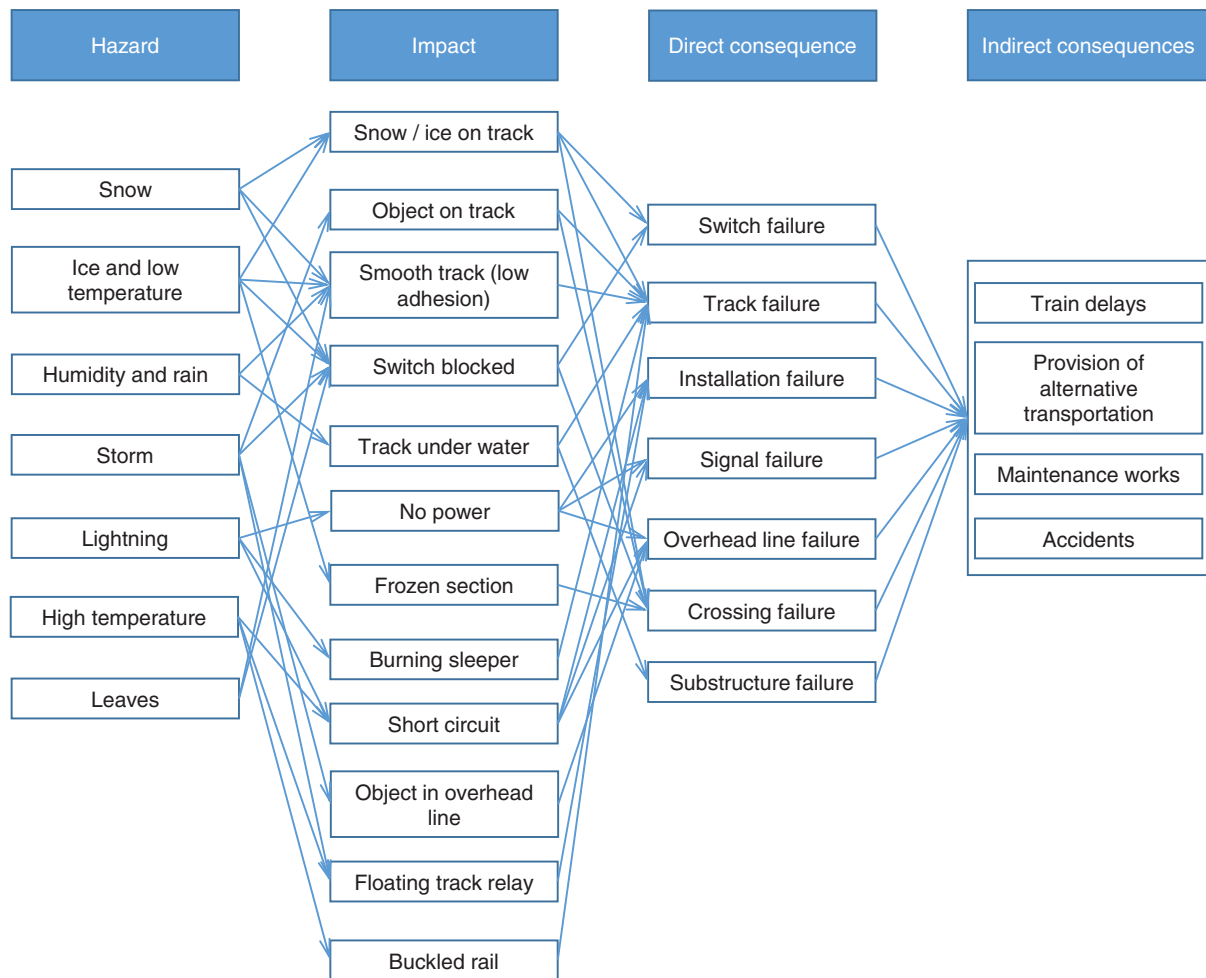 Hazard
Impact
Direct consequence
Indirect consequences
Snow
Ice and low
temperature
Humidity and rain
Storm
Lightning
High temperature
Leaves
Snow / ice on track
Object on track
Smooth track (low
adhesion)
Switch blocked
Track under water
No power
Frozen section
Burning sleeper
Short circuit
Object in overhead
line
Floating track relay
Buckled rail
Switch failure
Track failure
Installation failure
Signal failure
Overhead line failure
Crossing failure
Substructure failure
Train delays
Provision of
alternative
transportation
Maintenance works
Accidents